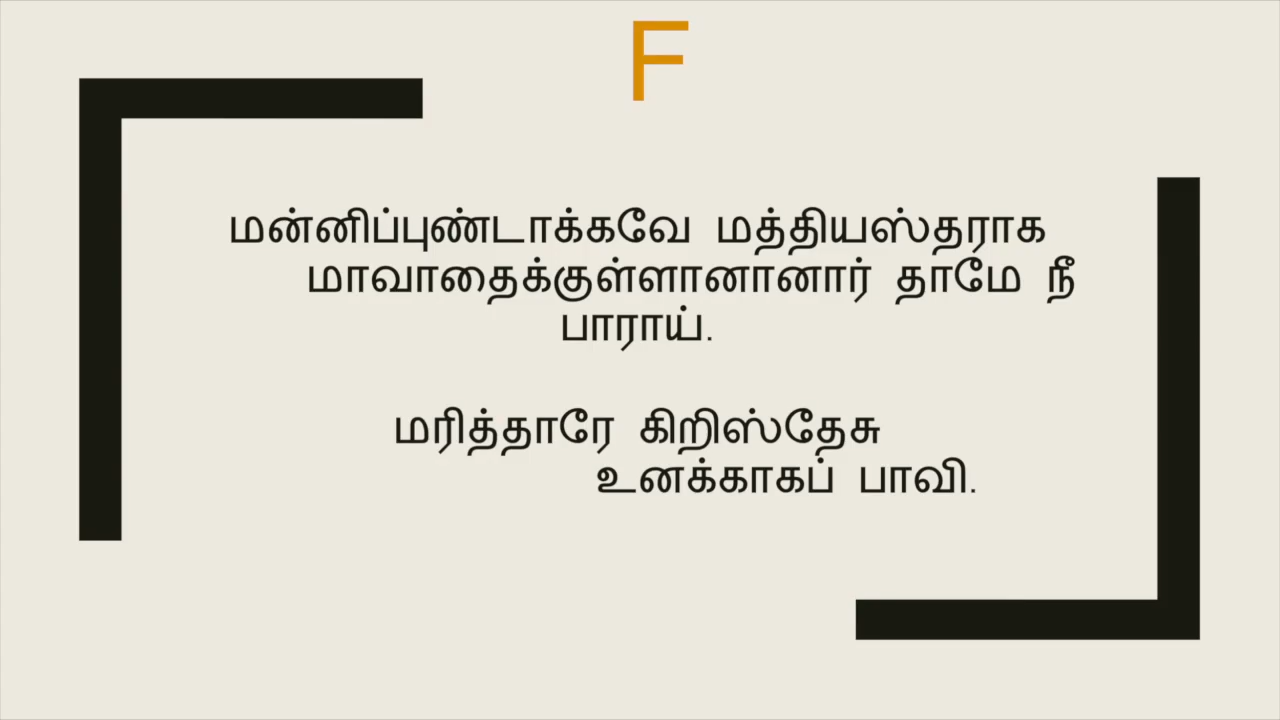 F
மன்னிப்புண்டாக்கவே மத்தியஸ்தராக
மாவாதைக்குள்ளானானார் தாமே நீ
பாராய்.
மரித்தாரே கிறிஸ்தேசு
உனக்காகப் பாவி.